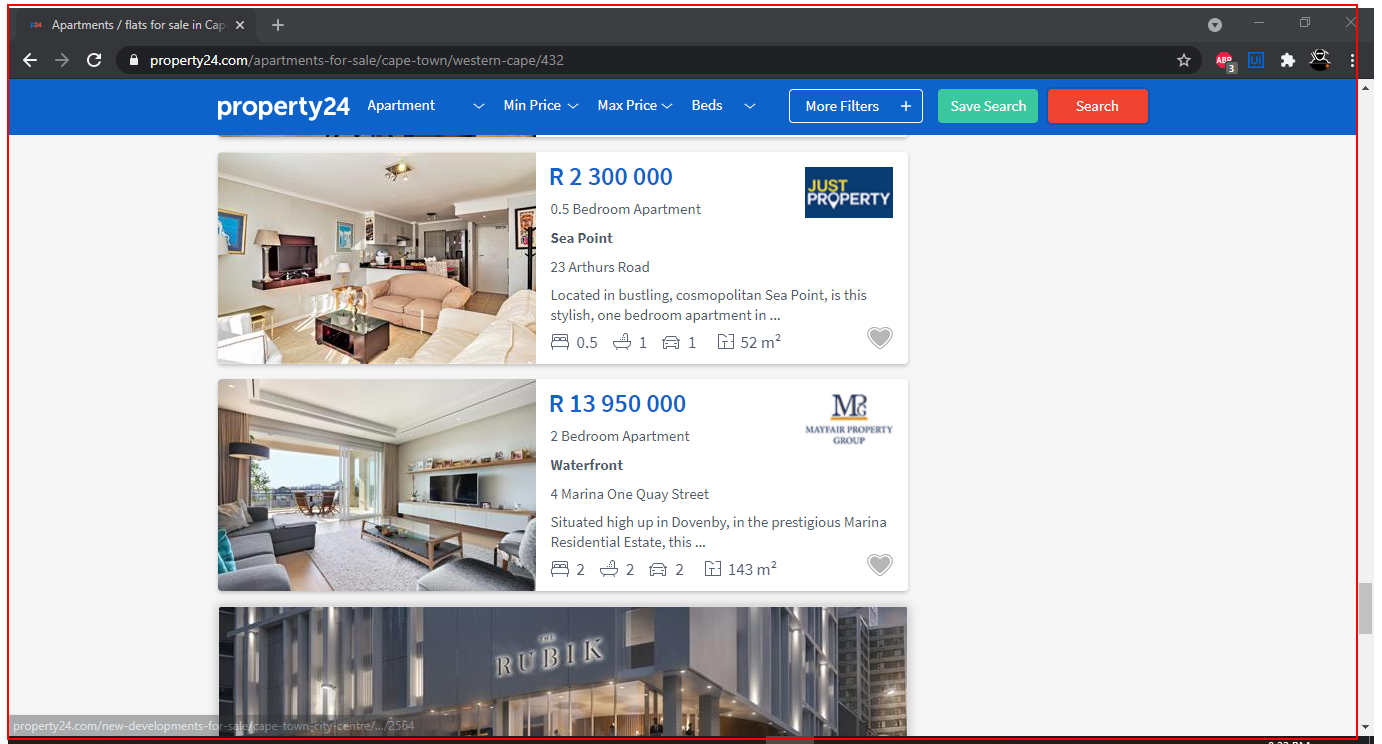 Apartments / flats for sale in Cap
property24.com/apartments-for-sale/cape-town/western-cape/432
ABP
3
Ui
property24
Apartment
Min Price
Max Price
Beds
More Filters +
Save Search
Search
R 2 300 000
JUST
PROPERTY
0.5 Bedroom Apartment
Sea Point
23 Arthurs Road
Located in bustling, cosmopolitan Sea Point, is this
stylish, one bedroom apartment in ...
0.5 1 1 52 m²
R 13 950 000
MPG
MAYFAIR PROPERTY
GROUP
2 Bedroom Apartment
Waterfront
4 Marina One Quay Street
Situated high up in Dovenby, in the prestigious Marina
Residential Estate, this ...
2 2 2 143 m²
THE
RUBIK
property24.com/new-developments-for-sale/cape-town-city-centre/.../2564